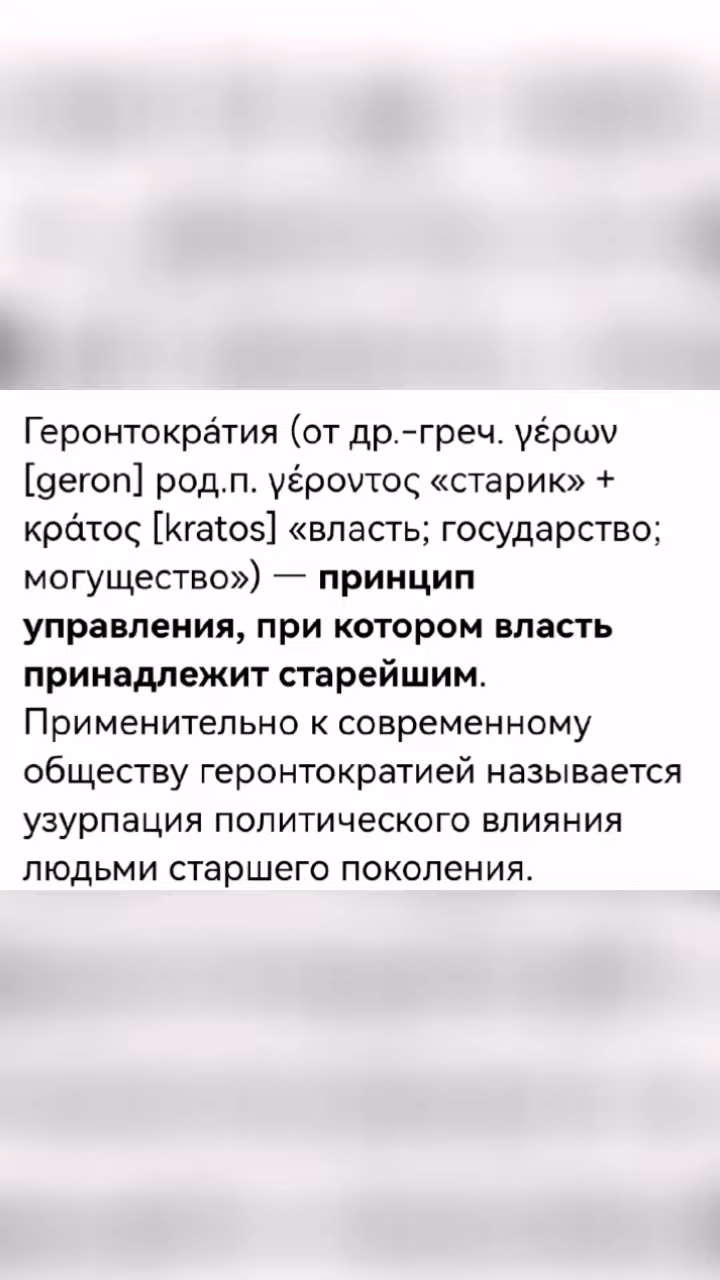 Геронтокра́тия (от др.-греч. γέρων
[geron] род.п. γέροντος «старик» +
κράτος [kratos] «власть; государство;
могущество») — принцип
управления, при котором власть
принадлежит старейшим.
Применительно к современному
обществу геронтократией называется
узурпация политического влияния
людьми старшего поколения.